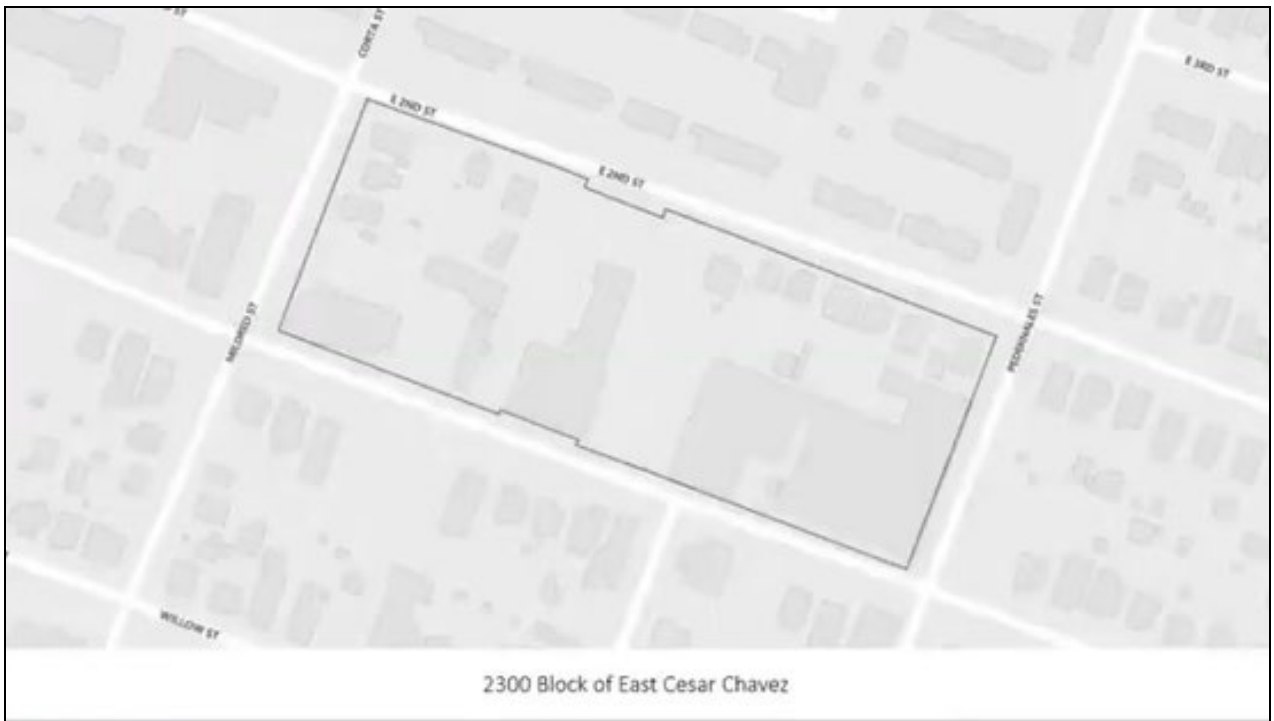 CORTA ST
E 3RD ST
E 2ND ST
E 2ND ST
PEDERNALES ST
MILDRED ST
WILLOW ST
2300 Block of East Cesar Chavez